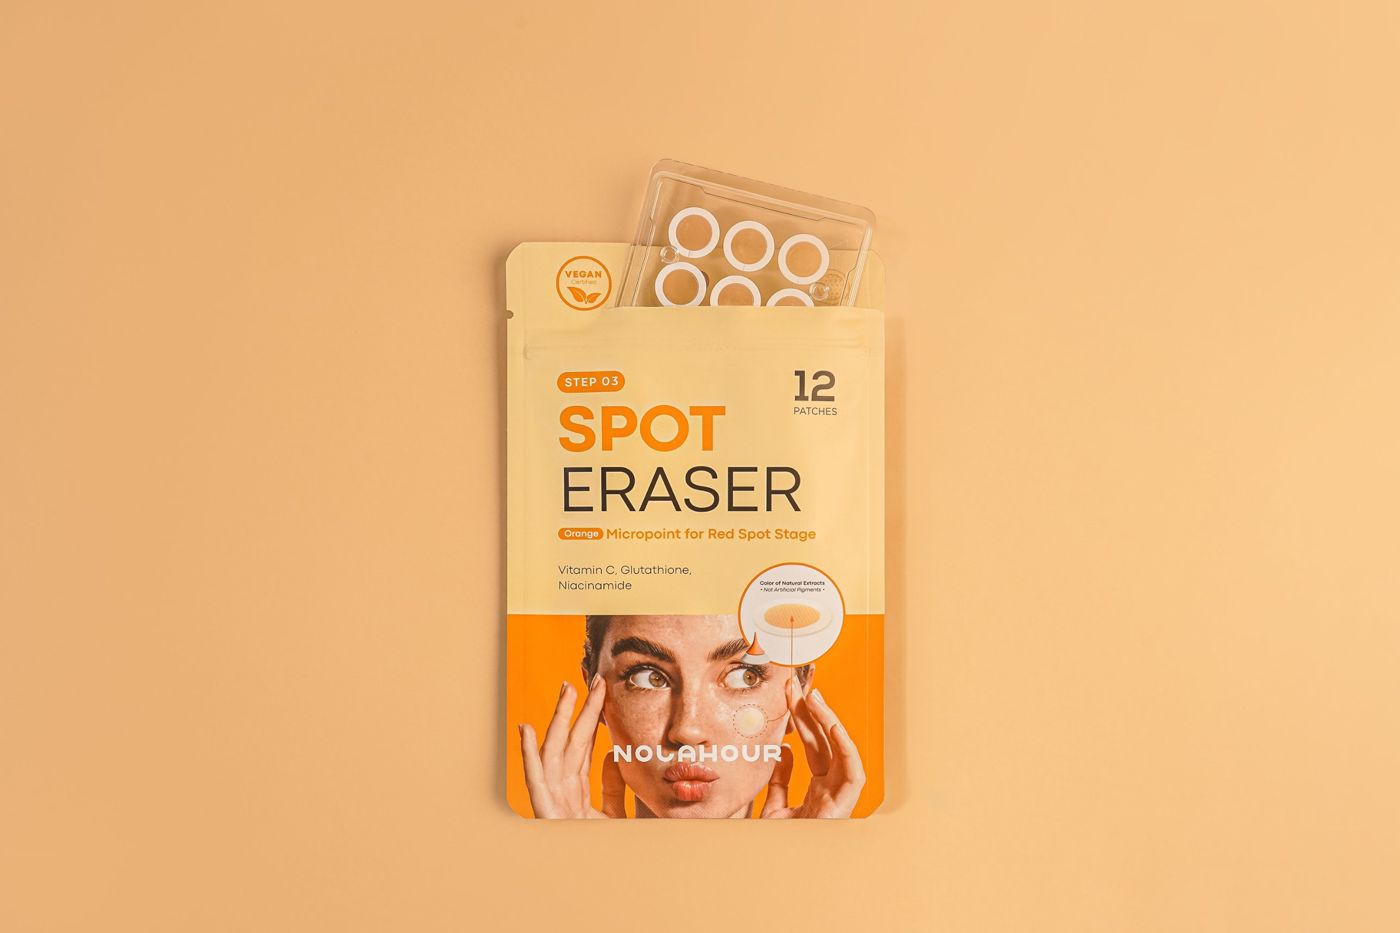 VEGAN
Certified
STEP 03
12
PATCHES
SPOT
ERASER
Orange Micropoint for Red Spot Stage
Vitamin C, Glutathione,
Niacinamide
Color of Natural Extracts
• Not Artificial Pigments •
NOLAHOUR